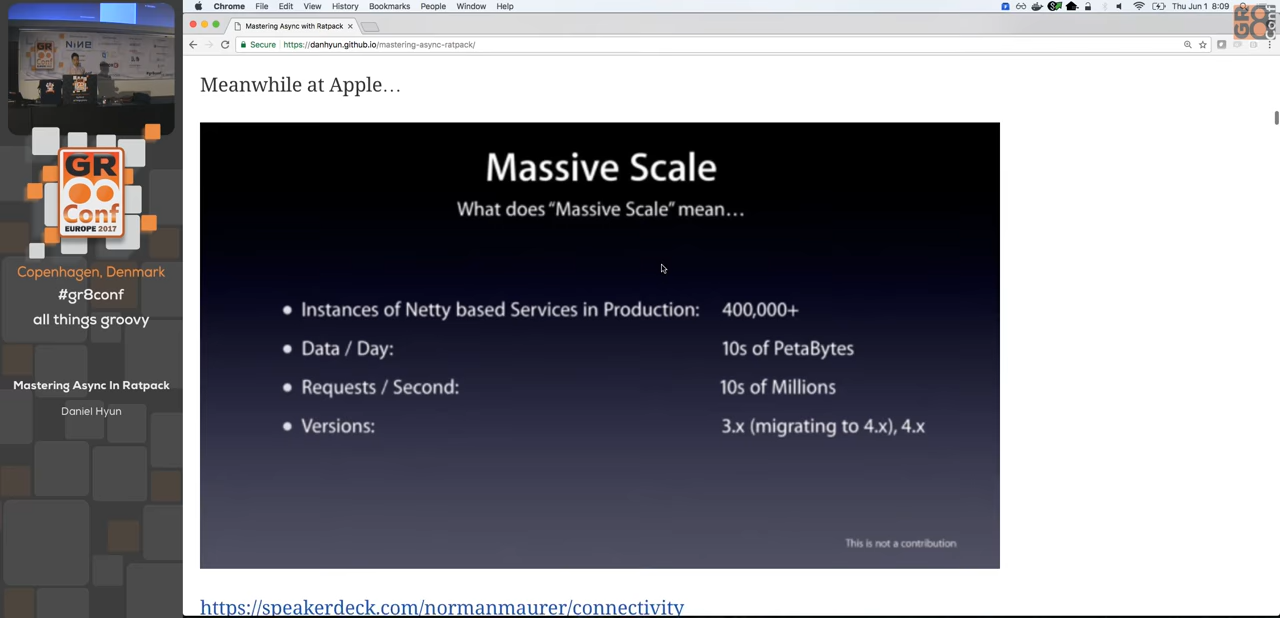 Chrome File Edit View History Bookmarks People Window Help
Thu Jun 1 8:09
Mastering Async with Ratpack
Secure https://danhyun.github.io/mastering-async-ratpack/
Meanwhile at Apple…
Massive Scale
What does “Massive Scale” mean…
Instances of Netty based Services in Production: 400,000+
Data / Day: 10s of PetaBytes
Requests / Second: 10s of Millions
Versions: 3.x (migrating to 4.x), 4.x
This is not a contribution
https://speakerdeck.com/normanmaurer/connectivity
GR
Conf
EUROPE 2017
Copenhagen, Denmark
#gr8conf
all things groovy
Mastering Async In Ratpack
Daniel Hyun